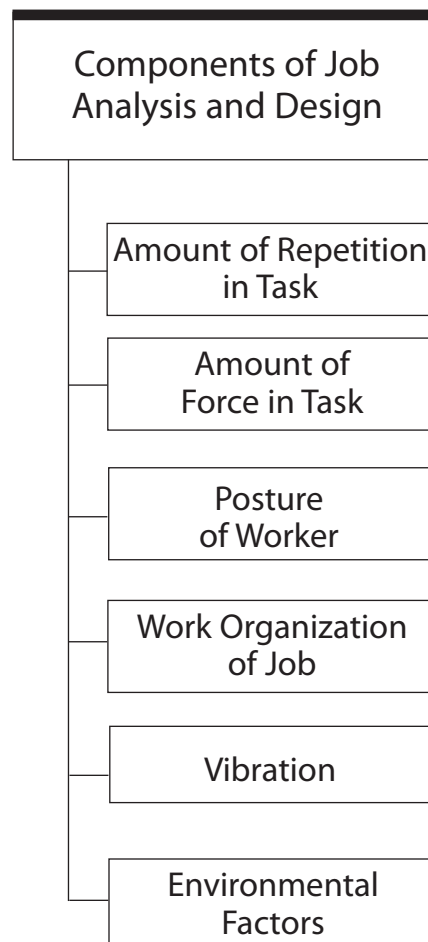 Components of Job
Analysis and Design
Amount of Repetition
in Task
Amount of
Force in Task
Posture
of Worker
Work Organization
of Job
Vibration
Environmental
Factors